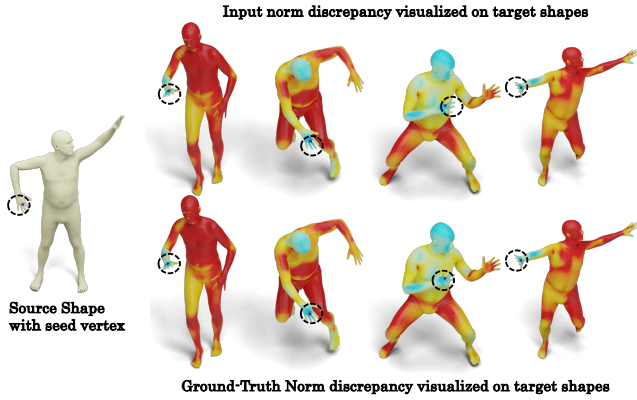 Input norm discrepancy visualized on target shapes
Source Shape
with seed vertex
Ground-Truth Norm discrepancy visualized on target shapes